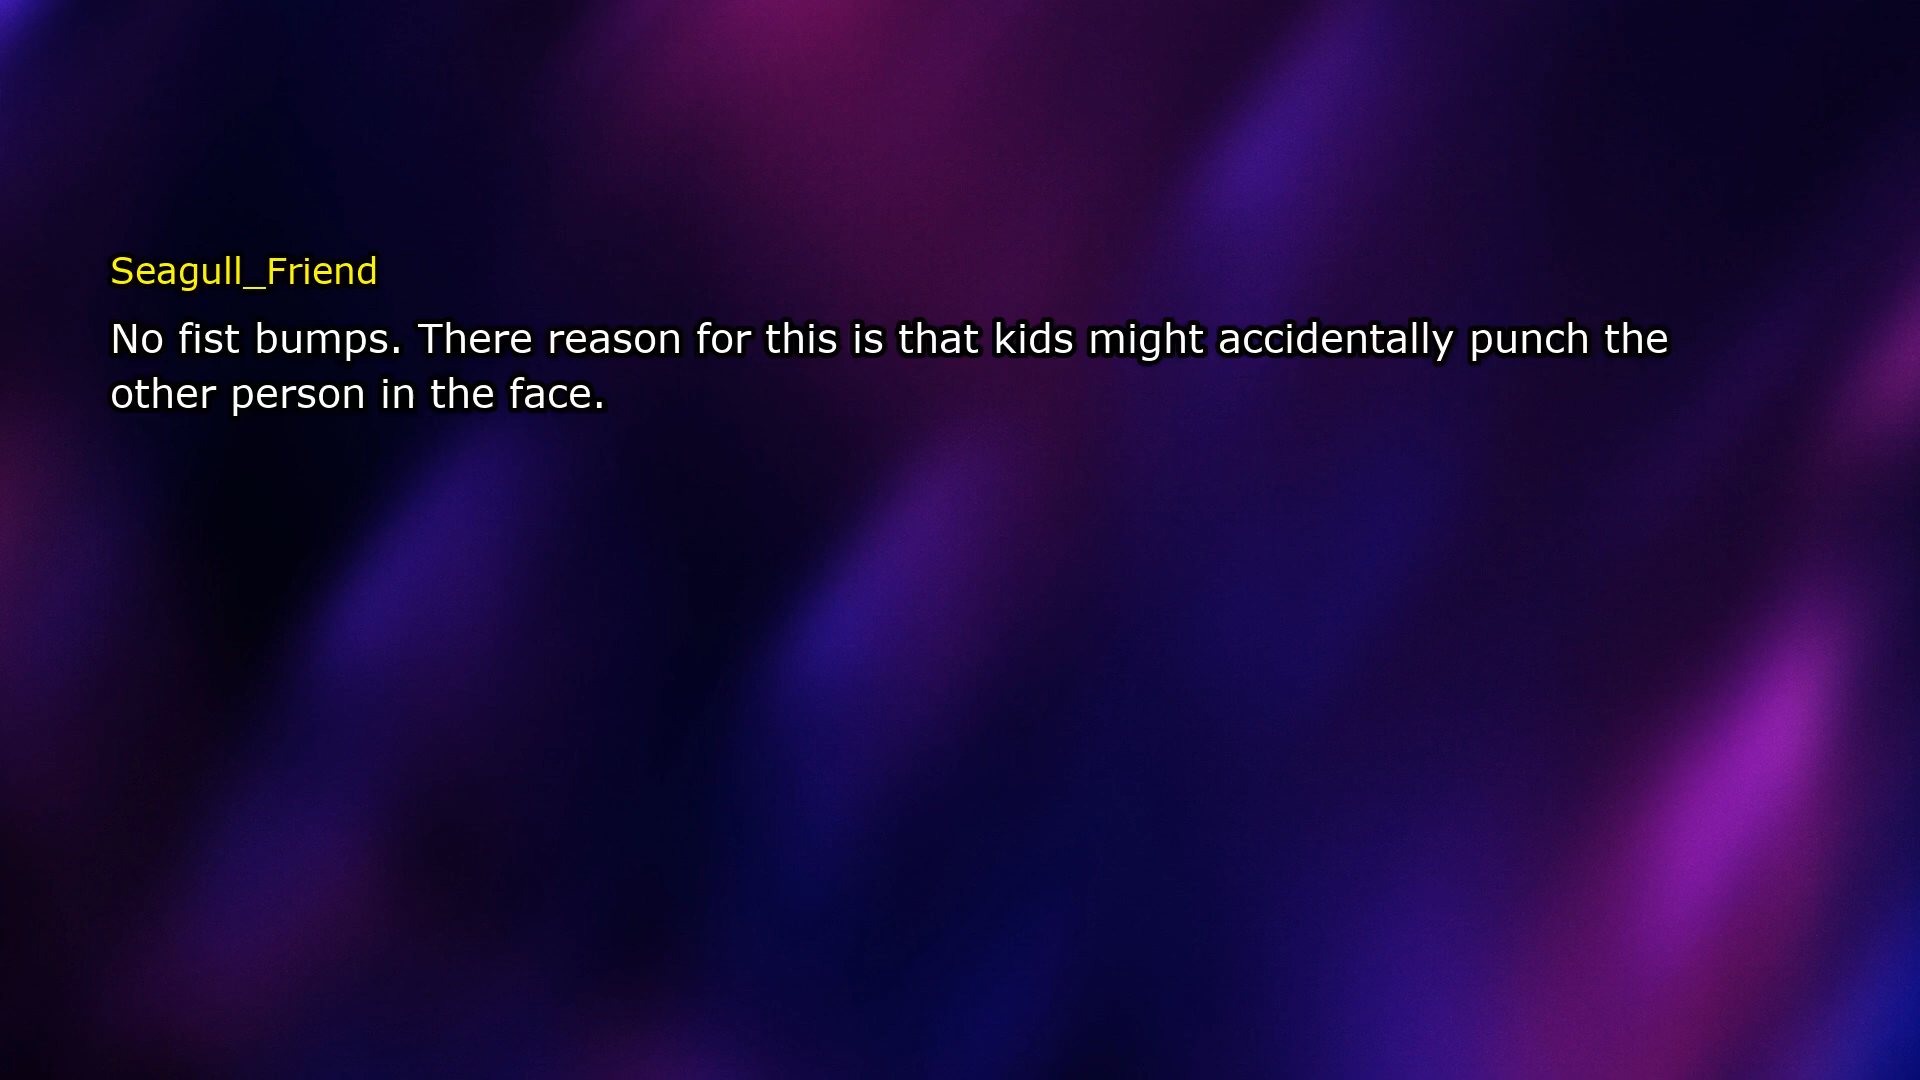 Seagull_Friend
No fist bumps. There reason for this is that kids might accidentally punch the
other person in the face.